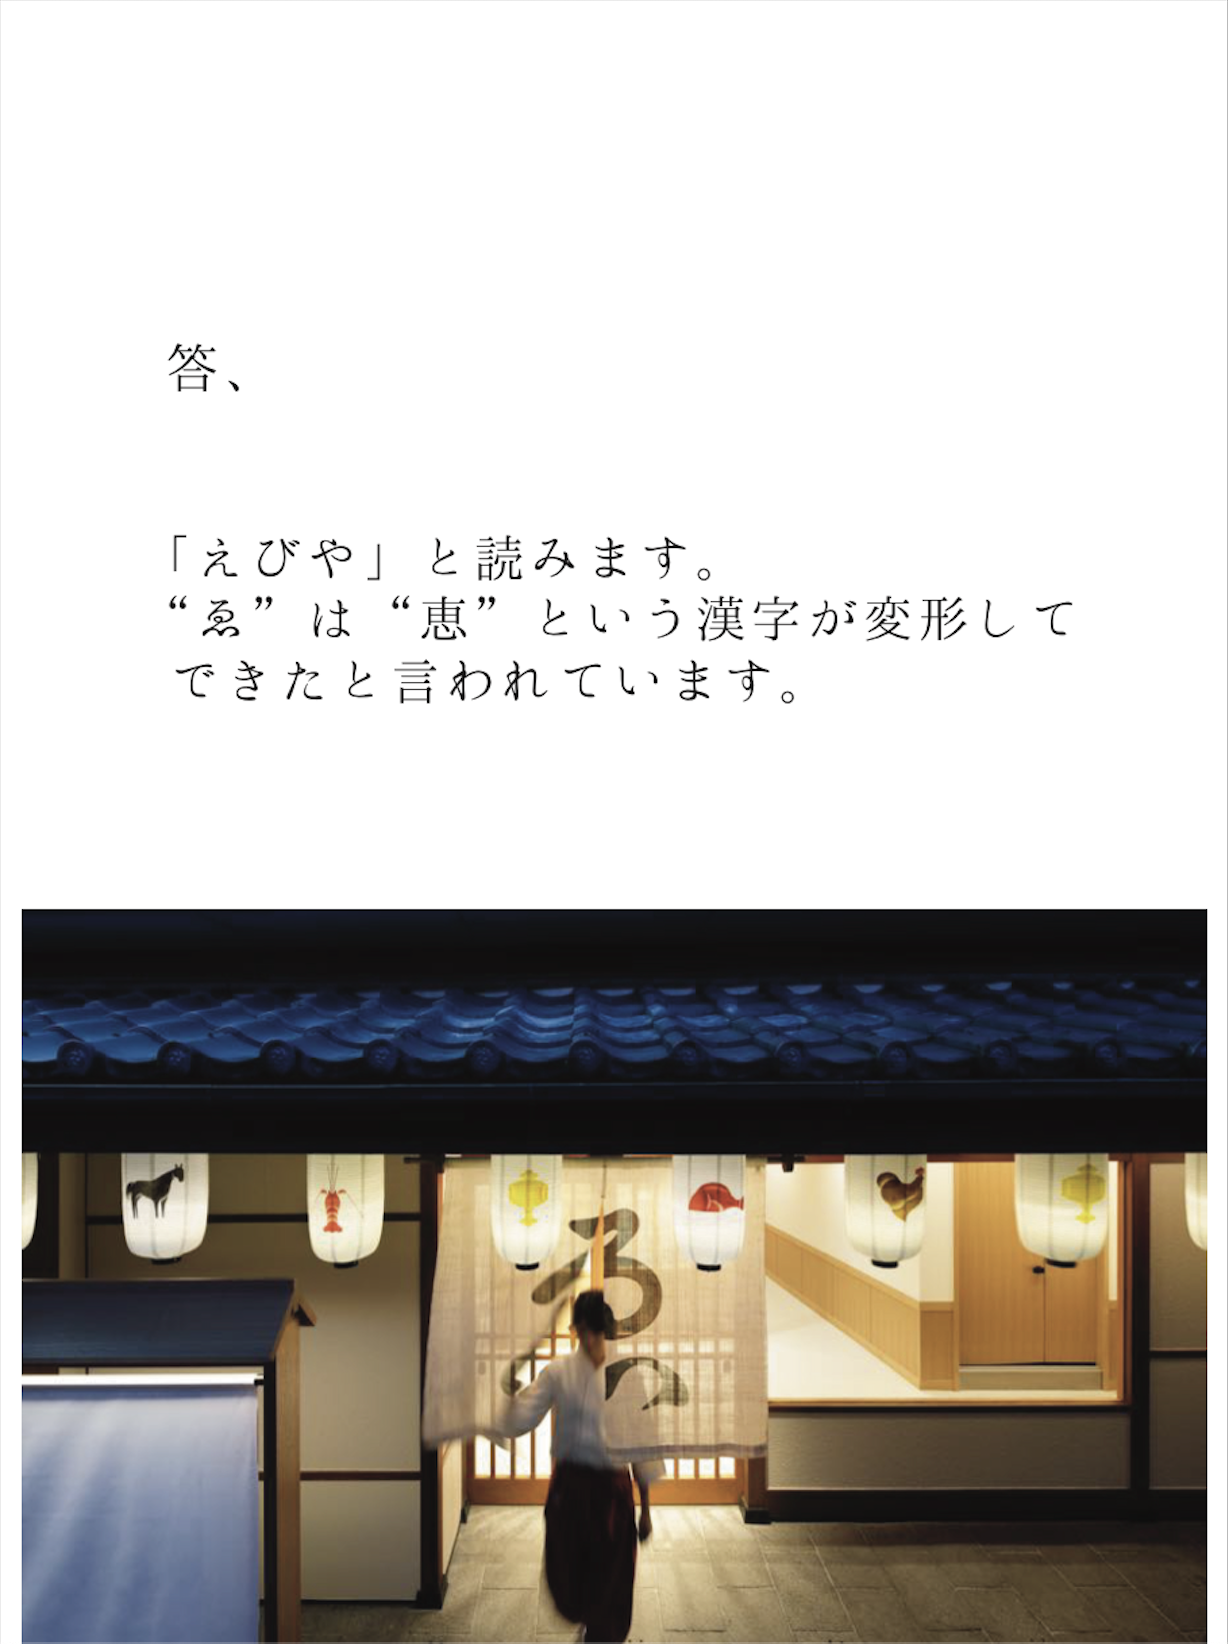 答、
「えびや」と読みます。
“ゑ”は“恵”という漢字が変形して
できたと言われています。
ゑ